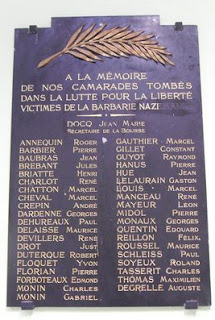 A LA MÉMOIRE
DE NOS CAMARADES TOMBÉS
DANS LA LUTTE POUR LA LIBERTÉ
VICTIMES DE LA BARBARIE NAZIE
DOCQ JEAN MARIE
SECRÉTAIRE DE LA BOURSE
ANNEQUIN ROGER
BARBIER PIERRE
BAUBRAS JEAN
BREBANT JULES
BRIATTE HENRI
CHARLOT RENÉ
CHATTON MARCEL
CHEVAL MARCEL
CREPIN ANDRÉ
DARDENNE GEORGES
DEHUREAUX PAUL
DELAISSE MAURICE
DEVILLERS RENÉ
DROT JUST
DUTERQUE ROBERT
FLOQUET YVON
FLORIAN PIERRE
FORBOTEAUX EDMOND
MONIN CHARLES
MONIN GABRIEL
GAUTHIER MARCEL
GILLET CONSTANT
GUYOT RAYMOND
HANUS PIERRE
HUE JEAN
LELAURAIN GASTON
LOUIS MARCEL
MANCEAU RENÉ
MAYEUR LÉON
MIDOL PIERRE
MONAUX GEORGES
QUENTIN EDOUARD
REILLON FÉLIX
ROUSSEL MAURICE
SCHLEISS PAUL
SOYEUX ROLAND
TASSERIT CHARLES
THOMAS MAXIMILIEN
DEGRELLE AUGUSTE